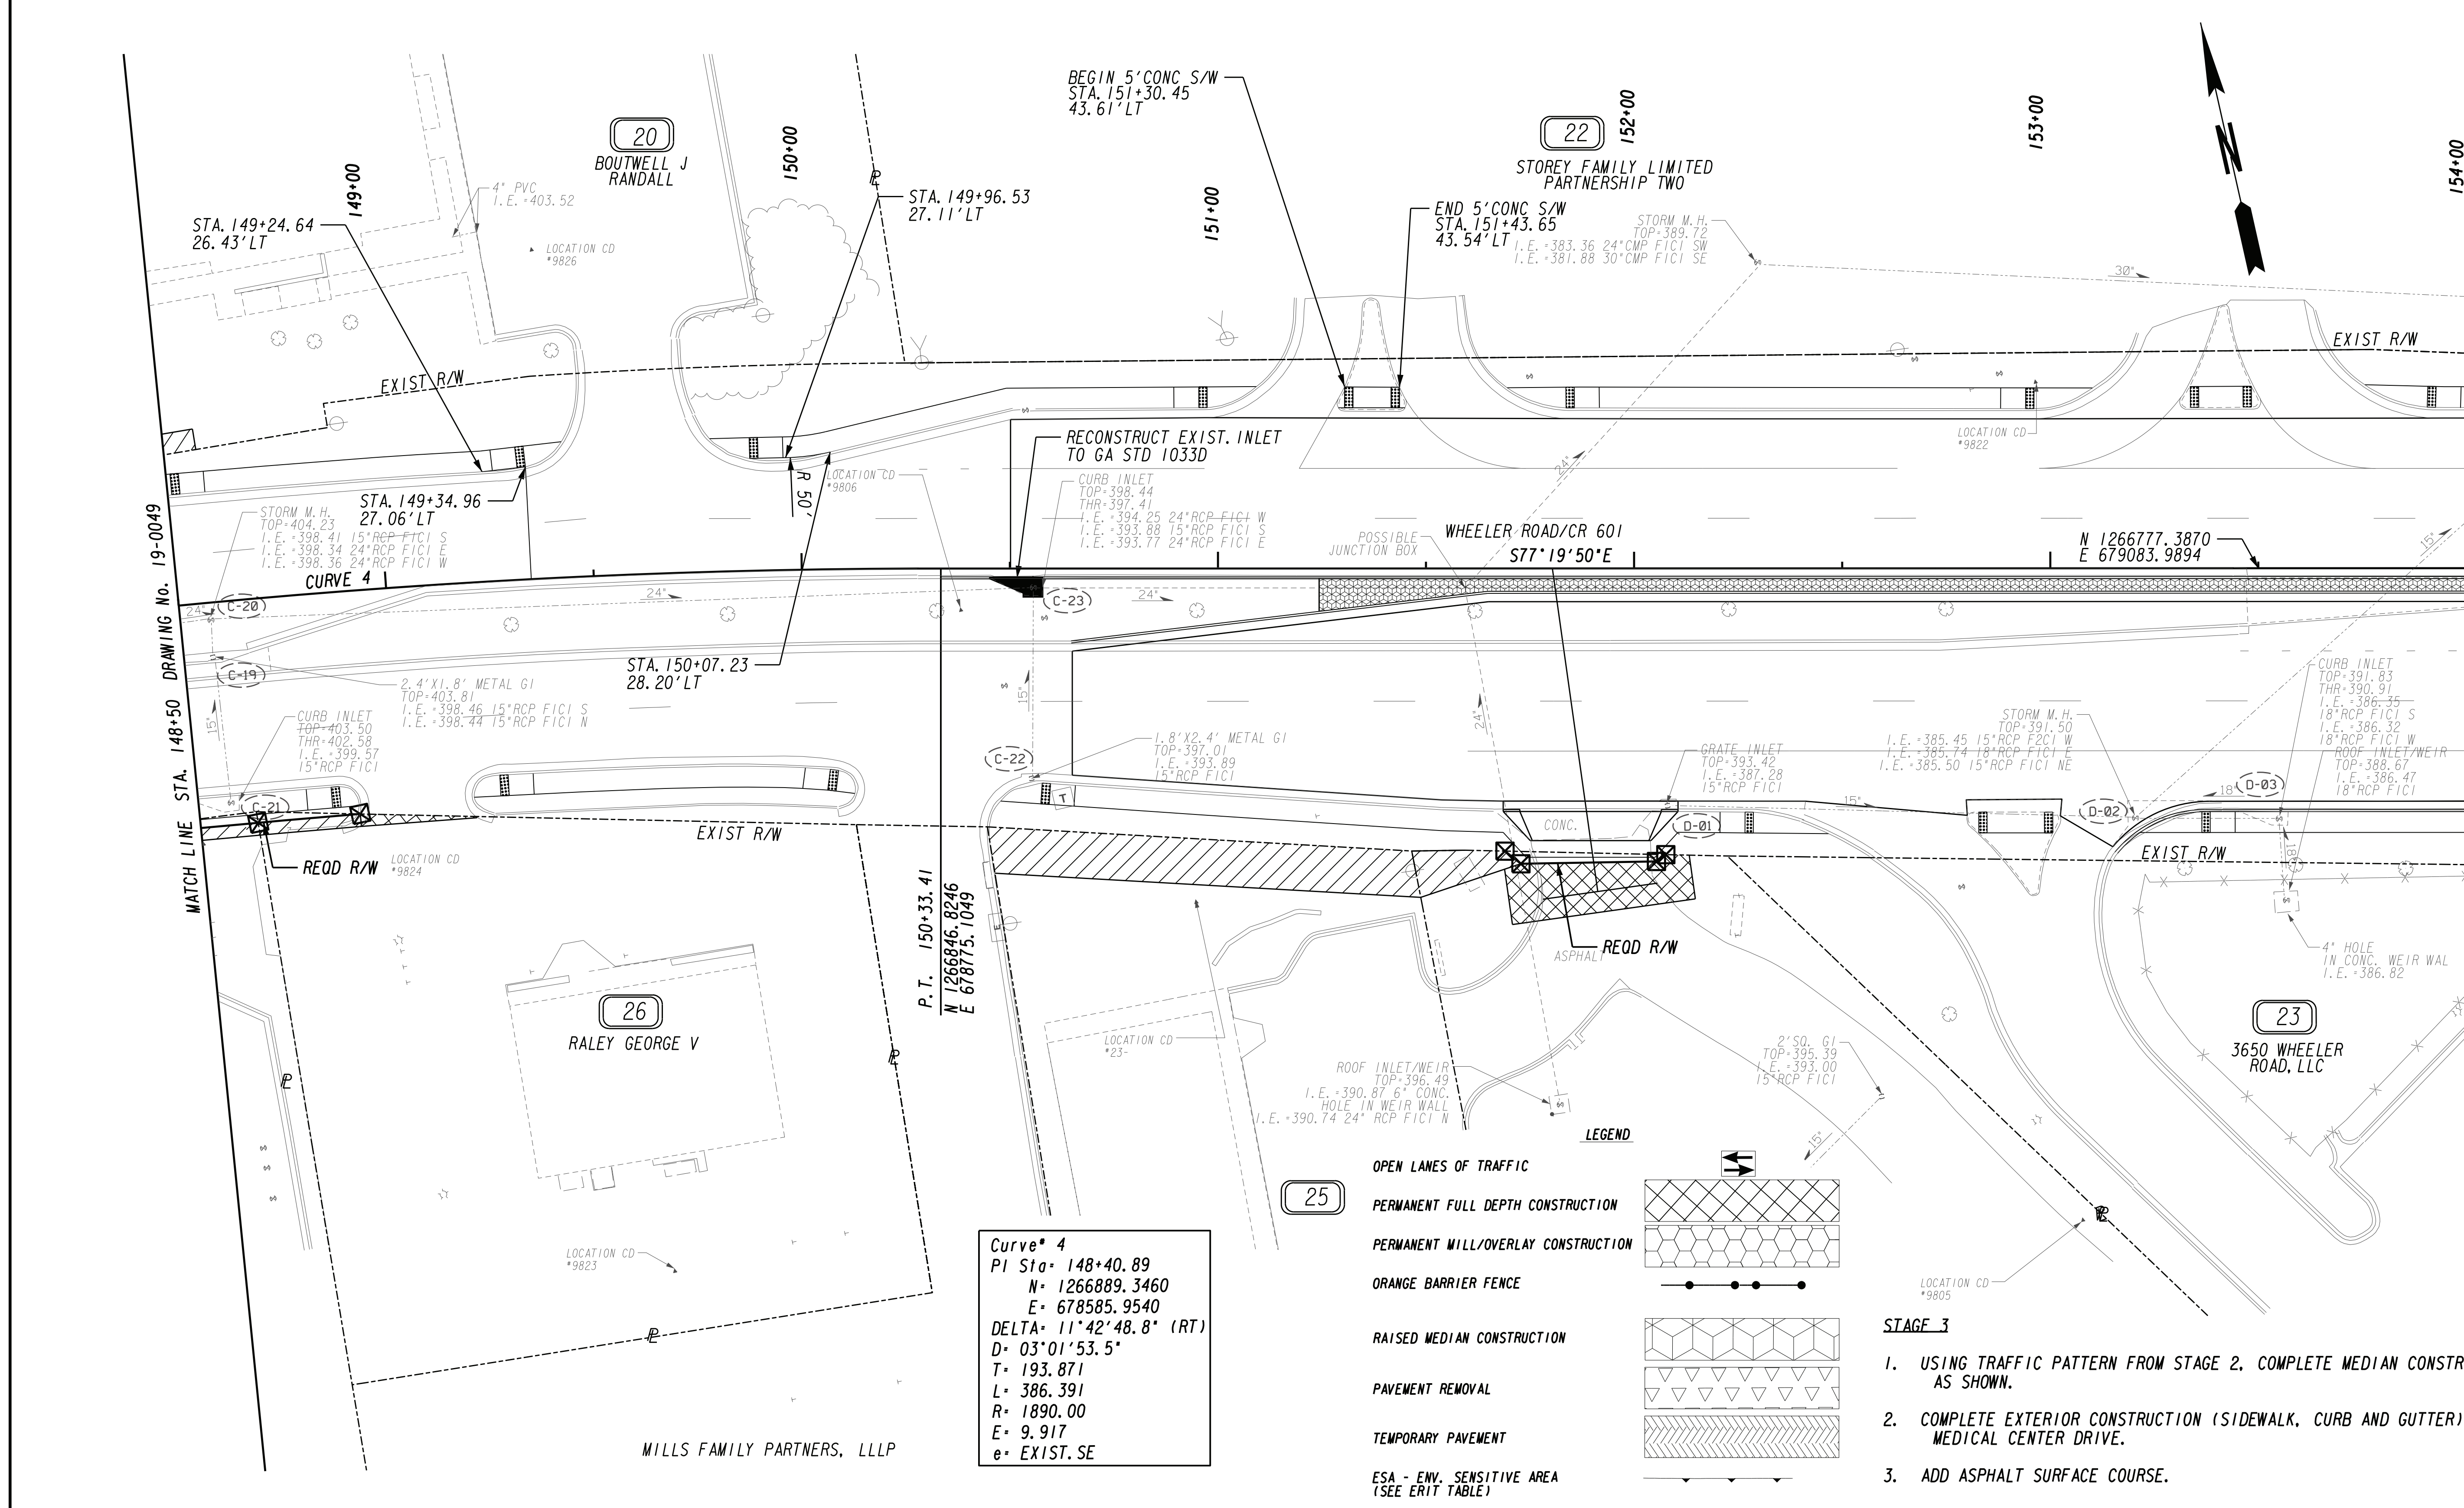 BEGIN 5'CONC S/W
STA. 151+30.45
43.61' LT
149+00
150+00
151+00
152+00
153+00
154+00
N
20
BOUTWELL J
RANDALL
22
STOREY FAMILY LIMITED
PARTNERSHIP TWO
4" PVC
I.E.=403.52
STA. 149+24.64
26.43' LT
STA. 149+96.53
27.11' LT
END 5'CONC S/W
STA. 151+43.65
43.54' LT
STORM M.H.
TOP=389.72
I.E.=383.36 24"CMP FICI SW
I.E.=381.88 30"CMP FICI SE
LOCATION CD
*9826
30"
EXIST R/W
EXIST R/W
RECONSTRUCT EXIST. INLET
TO GA STD 1033D
LOCATION CD
*9822
24"
LOCATION CD
*9806
R 50'
STA. 149+34.96
27.06' LT
CURB INLET
TOP=398.44
THR=397.41
I.E.=394.25 24"RCP FICI W
I.E.=393.88 15"RCP FICI S
I.E.=393.77 24"RCP FICI E
STORM M.H.
TOP=404.23
I.E.=398.41 15"RCP FICI S
I.E.=398.34 24"RCP FICI E
I.E.=398.36 24"RCP FICI W
POSSIBLE
JUNCTION BOX
WHEELER ROAD/CR 601
S77°19'50"E
N 1266777.3870
E 679083.9894
15"
CURVE 4
MATCH LINE STA. 148+50 DRAWING No. 19-0049
24"
C-20
24"
C-23
24"
C-19
STA. 150+07.23
28.20' LT
2.4'X1.8' METAL GI
TOP=403.81
I.E.=398.46 15"RCP FICI S
I.E.=398.44 15"RCP FICI N
15"
15"
24"
CURB INLET
TOP=403.50
THR=402.58
I.E.=399.57
15"RCP FICI
C-21
C-22
1.8'X2.4' METAL GI
TOP=397.01
I.E.=393.89
15"RCP FICI
GRATE INLET
TOP=393.42
I.E.=387.28
15"RCP FICI
STORM M.H.
TOP=391.50
I.E.=385.45 15"RCP F2CI W
I.E.=385.74 18"RCP FICI E
I.E.=385.50 15"RCP FICI NE
CURB INLET
TOP=391.83
THR=390.91
I.E.=386.35
18"RCP FICI S
I.E.=386.32
18"RCP FICI W
ROOF INLET/WEIR
TOP=388.67
I.E.=386.47
18"RCP FICI
T
CONC.
D-01
15"
D-02
18"
D-03
18"
EXIST R/W
EXIST R/W
REQD R/W
LOCATION CD
*9824
REQD R/W
ASPHALT
E
P.T. 150+33.41
N 1266846.8246
E 678775.1049
4" HOLE
IN CONC. WEIR WAL
I.E.=386.82
26
RALEY GEORGE V
23
3650 WHEELER
ROAD, LLC
LOCATION CD
*23-
ROOF INLET/WEIR
TOP=396.49
I.E.=390.87 6" CONC.
HOLE IN WEIR WALL
I.E.=390.74 24" RCP FICI N
2'SQ. GI
TOP=395.39
I.E.=393.00
15"RCP FICI
15"
25
LOCATION CD
*9823
LOCATION CD
*9805
Curve# 4
PI Sta= 148+40.89
N= 1266889.3460
E= 678585.9540
DELTA= 11°42'48.8" (RT)
D= 03°01'53.5"
T= 193.871
L= 386.391
R= 1890.00
E= 9.917
e= EXIST.SE
MILLS FAMILY PARTNERS, LLLP
LEGEND
OPEN LANES OF TRAFFIC
PERMANENT FULL DEPTH CONSTRUCTION
PERMANENT MILL/OVERLAY CONSTRUCTION
ORANGE BARRIER FENCE
RAISED MEDIAN CONSTRUCTION
PAVEMENT REMOVAL
TEMPORARY PAVEMENT
ESA - ENV. SENSITIVE AREA
(SEE ERIT TABLE)
STAGE 3
1. USING TRAFFIC PATTERN FROM STAGE 2, COMPLETE MEDIAN CONSTR
AS SHOWN.
2. COMPLETE EXTERIOR CONSTRUCTION (SIDEWALK, CURB AND GUTTER)
MEDICAL CENTER DRIVE.
3. ADD ASPHALT SURFACE COURSE.